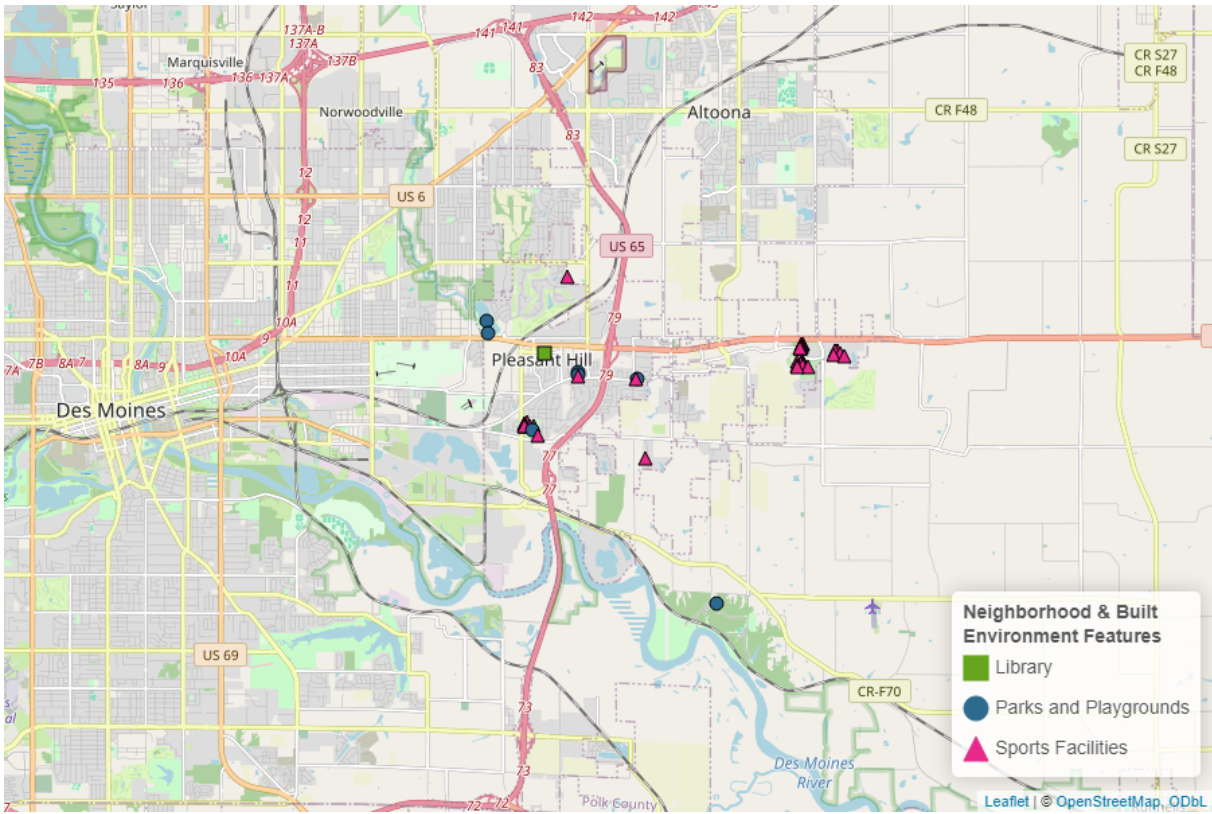 142
142
137A-B
141
141
137A
Marquisville
137B
83
CR S27
CR F48
135
136
136
137A
Norwoodville
Altoona
CR F48
83
CR S27
12
US 6
12
11
US 65
11
79
10A
9
7B
8A
7
8A
9
10A
7A
Pleasant Hill
79
Des Moines
77
77
Neighborhood & Built
Environment Features
Library
US 69
Parks and Playgrounds
CR-F70
73
Sports Facilities
Des Moines
River
73
72
72
Polk County
Leaflet | © OpenStreetMap, ODbL